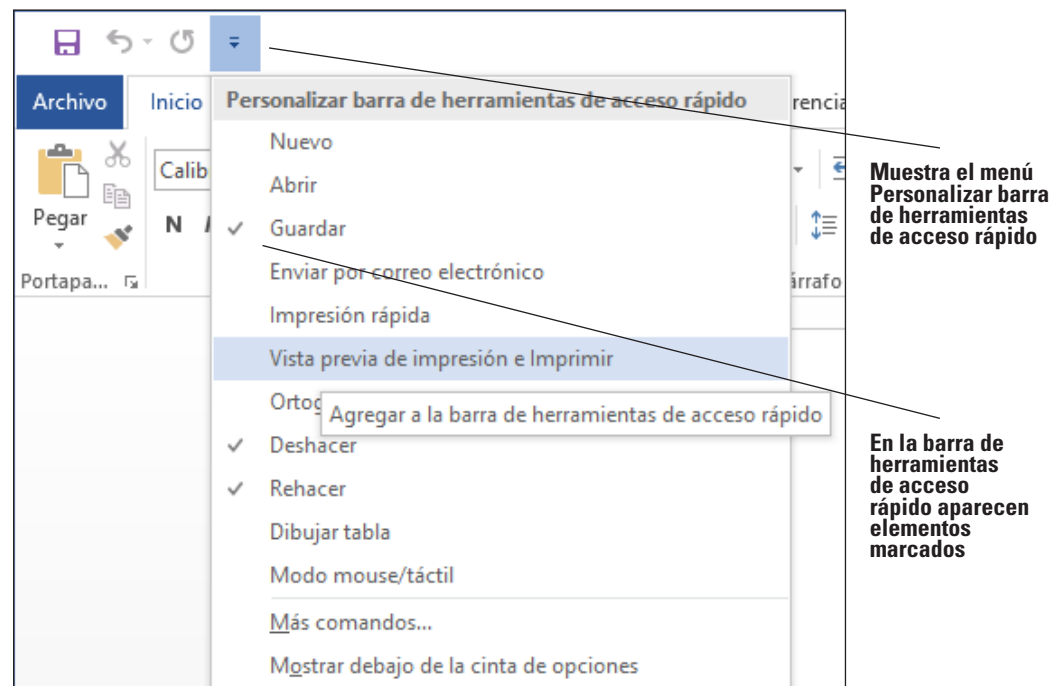 Archivo
Inicio
Personalizar barra de herramientas de acceso rápido
rencia
Nuevo
Calib
Abrir
Pegar
N
Guardar
Enviar por correo electrónico
Portapa...
árrafo
Impresión rápida
Vista previa de impresión e Imprimir
Ortog
Agregar a la barra de herramientas de acceso rápido
Deshacer
Rehacer
Dibujar tabla
Modo mouse/táctil
Más comandos...
Mostrar debajo de la cinta de opciones
Muestra el menú
Personalizar barra
de herramientas
de acceso rápido
En la barra de
herramientas
de acceso
rápido aparecen
elementos
marcados